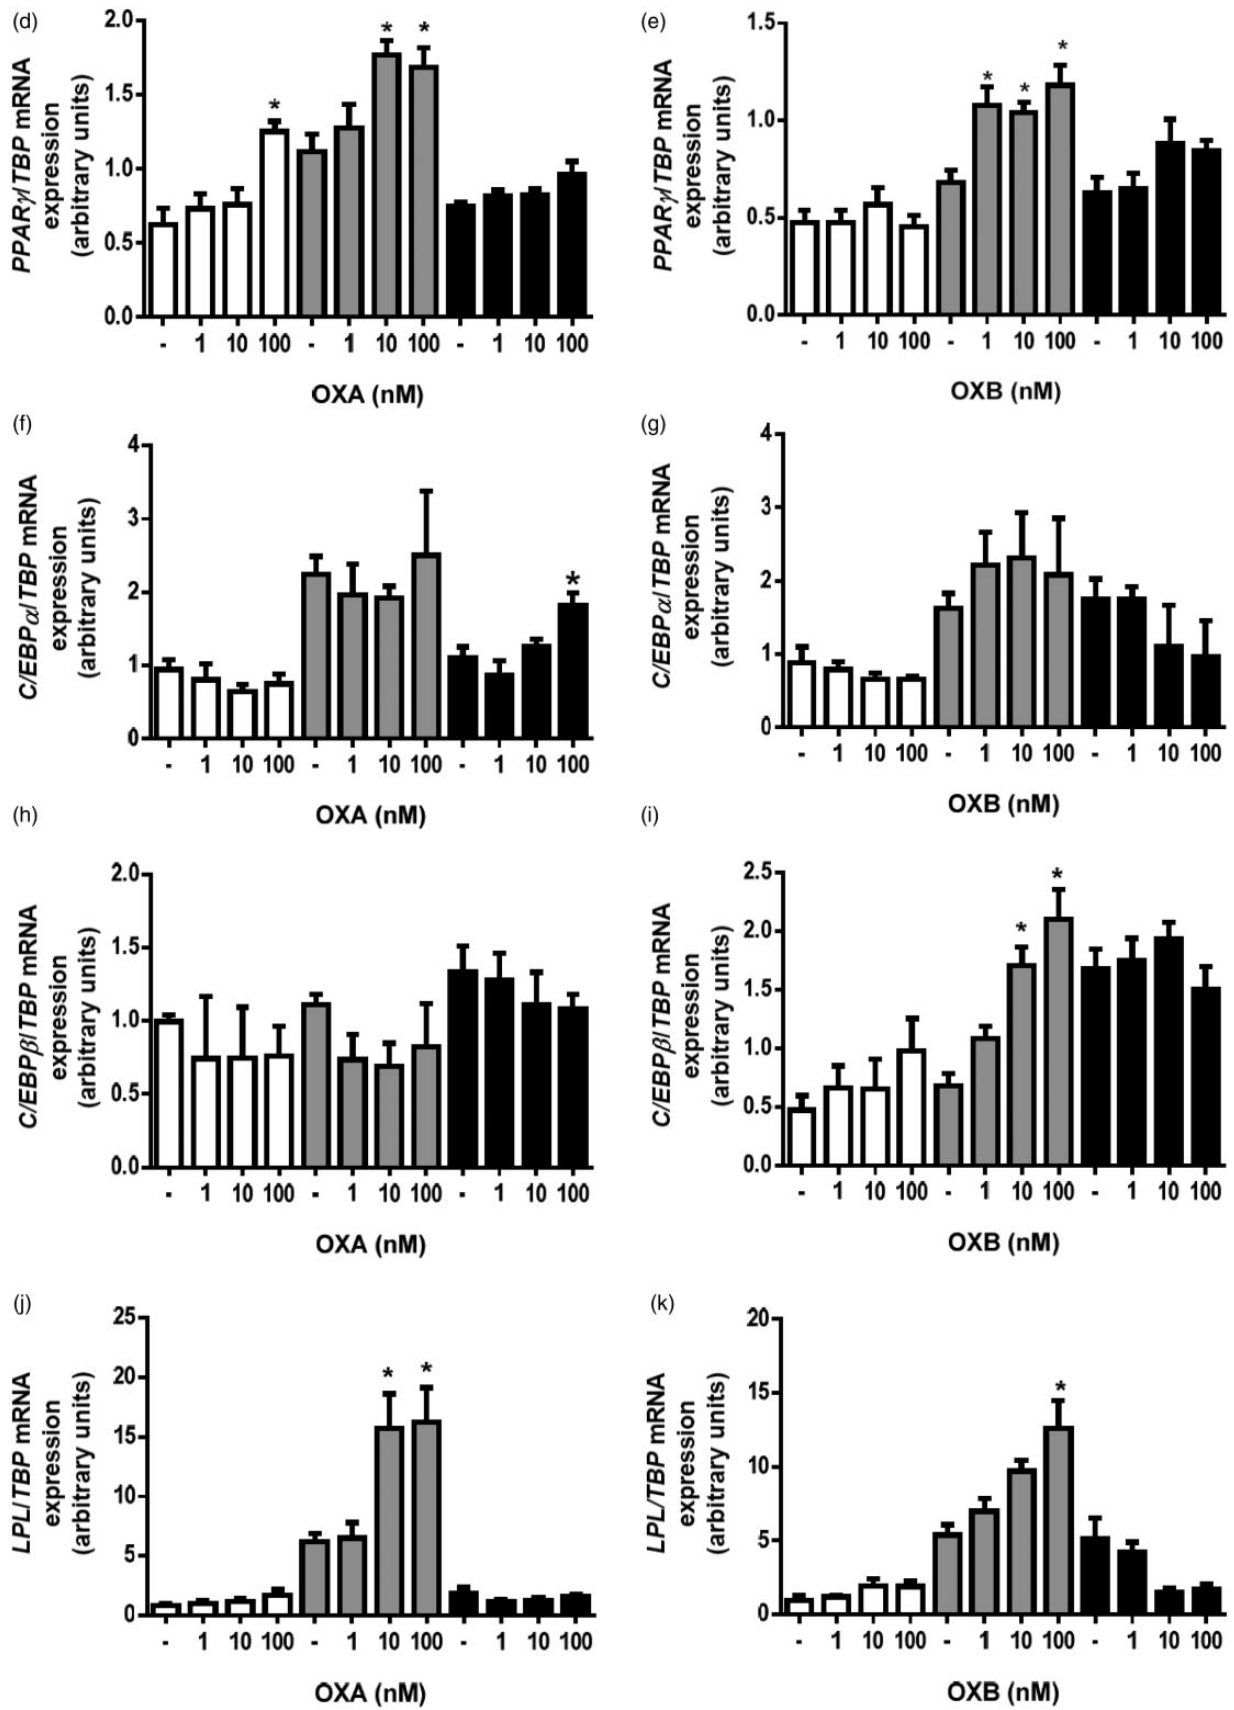 (d)
PPARγ/TBP mRNA
expression
(arbitrary units)
2.0
1.5
1.0
0.5
0.0
* * *
- 1 10 100 - 1 10 100 - 1 10 100
OXA (nM)
(e)
PPARγ/TBP mRNA
expression
(arbitrary units)
1.5
1.0
0.5
0.0
* * *
- 1 10 100 - 1 10 100 - 1 10 100
OXB (nM)
(f)
C/EBPα/TBP mRNA
expression
(arbitrary units)
4
3
2
1
0
*
- 1 10 100 - 1 10 100 - 1 10 100
OXA (nM)
(g)
C/EBPα/TBP mRNA
expression
(arbitrary units)
4
3
2
1
0
- 1 10 100 - 1 10 100 - 1 10 100
OXB (nM)
(h)
C/EBPβ/TBP mRNA
expression
(arbitrary units)
2.0
1.5
1.0
0.5
0.0
- 1 10 100 - 1 10 100 - 1 10 100
OXA (nM)
(i)
C/EBPβ/TBP mRNA
expression
(arbitrary units)
2.5
2.0
1.5
1.0
0.5
0.0
* *
- 1 10 100 - 1 10 100 - 1 10 100
OXB (nM)
(j)
LPL/TBP mRNA
expression
(arbitrary units)
25
20
15
10
5
0
* *
- 1 10 100 - 1 10 100 - 1 10 100
OXA (nM)
(k)
LPL/TBP mRNA
expression
(arbitrary units)
20
15
10
5
0
*
- 1 10 100 - 1 10 100 - 1 10 100
OXB (nM)